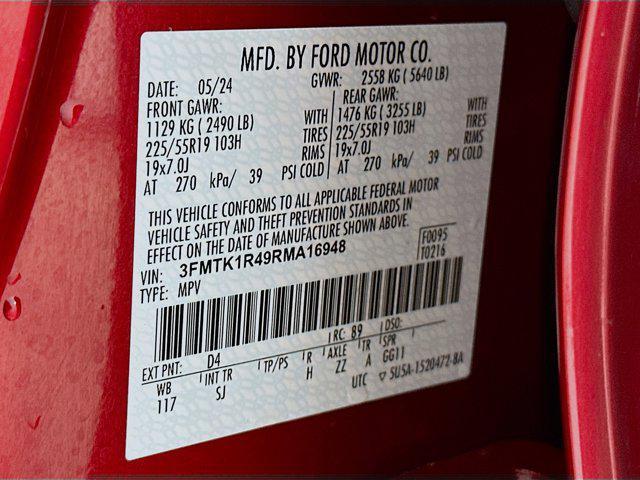 MFD. BY FORD MOTOR CO.
DATE: 05/24 GVWR: 2558 KG ( 5640 LB)
FRONT GAWR: REAR GAWR:
1129 KG ( 2490 LB) WITH 1476 KG ( 3255 LB) WITH
225/55R19 103H TIRES 225/55R19 103H TIRES
19x7.0J RIMS 19x7.0J RIMS
AT 270 kPa/ 39 PSI COLD AT 270 kPa/ 39 PSI COLD
THIS VEHICLE CONFORMS TO ALL APPLICABLE FEDERAL MOTOR
VEHICLE SAFETY AND THEFT PREVENTION STANDARDS IN
EFFECT ON THE DATE OF MANUFACTURE SHOWN ABOVE.
VIN: 3FMTK1R49RMA16948 F0095
TYPE: MPV T0216
EXT PNT: D4 RC: 89 DSO:
WB INT TR TP/PS R AXLE TR SPR
117 SJ H ZZ A GG11
UTC ▽ SU5A-1520472-BA